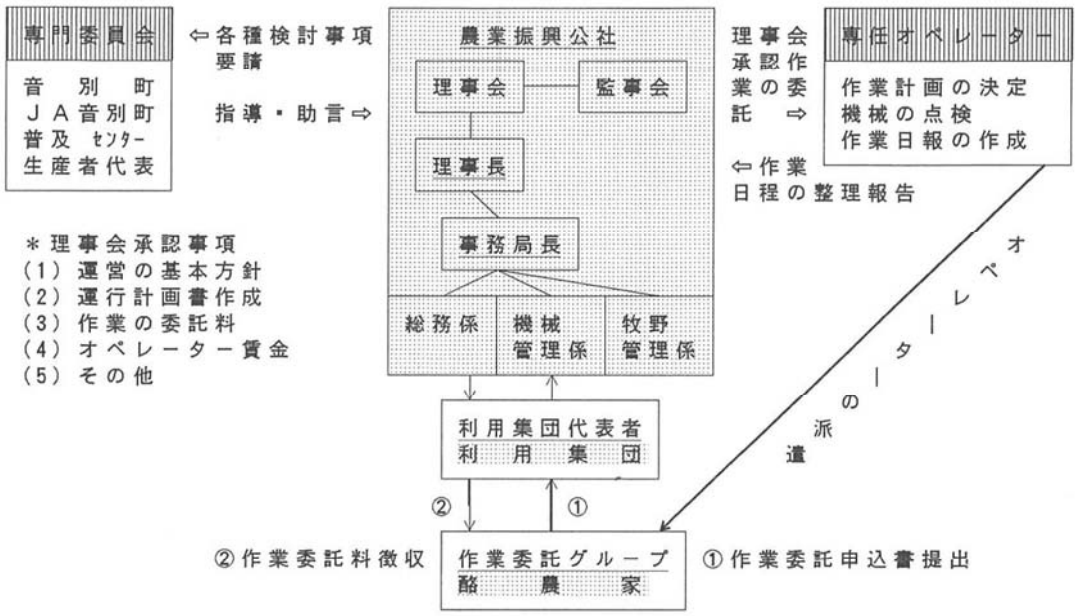 専門委員会
音別町
JA音別町
普及センター
生産者代表
⇦各種検討事項
要請
指導・助言⇨
農業振興公社
理事会
監事会
理事長
事務局長
総務係
機械
管理係
牧野
管理係
理事会
承認作
業の委
託 ⇨
⇦作業
日程の整理報告
専任オペレーター
作業計画の決定
機械の点検
作業日報の作成
*理事会承認事項
(1)運営の基本方針
(2)運行計画書作成
(3)作業の委託料
(4)オペレーター賃金
(5)その他
オペレーターの派遣
利用集団代表者
利用集団
②
①
②作業委託料徴収
作業委託グループ
酪農家
①作業委託申込書提出